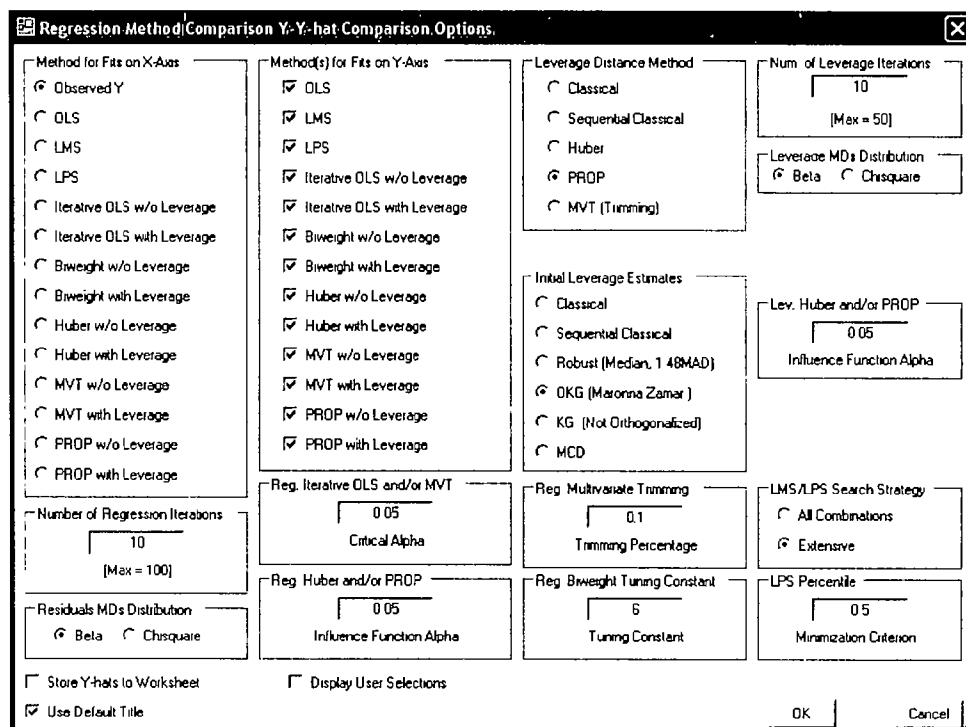 Regression Method Comparison Y-Y-hat Comparison Options
Method for Fits on X-Axis
Observed Y
OLS
LMS
LPS
Iterative OLS w/o Leverage
Iterative OLS with Leverage
Biweight w/o Leverage
Biweight with Leverage
Huber w/o Leverage
Huber with Leverage
MVT w/o Leverage
MVT with Leverage
PROP w/o Leverage
PROP with Leverage
Number of Regression Iterations
10
[Max = 100]
Residuals MDs Distribution
Beta Chisquare
Store Y-hats to Worksheet
Use Default Title
Method(s) for Fits on Y-Axis
OLS
LMS
LPS
Iterative OLS w/o Leverage
Iterative OLS with Leverage
Biweight w/o Leverage
Biweight with Leverage
Huber w/o Leverage
Huber with Leverage
MVT w/o Leverage
MVT with Leverage
PROP w/o Leverage
PROP with Leverage
Reg. Iterative OLS and/or MVT
0.05
Critical Alpha
Reg Huber and/or PROP
0.05
Influence Function Alpha
Display User Selections
Leverage Distance Method
Classical
Sequential Classical
Huber
PROP
MVT (Trimming)
Initial Leverage Estimates
Classical
Sequential Classical
Robust (Median, 1.48MAD)
OKG (Maronna Zamar)
KG (Not Orthogonalized)
MCD
Reg Multivariate Trimming
0.1
Trimming Percentage
Reg Biweight Tuning Constant
6
Tuning Constant
Num of Leverage Iterations
10
[Max = 50]
Leverage MDs Distribution
Beta Chisquare
Lev. Huber and/or PROP
0.05
Influence Function Alpha
LMS/LPS Search Strategy
All Combinations
Extensive
LPS Percentile
0.5
Minimization Criterion
OK Cancel